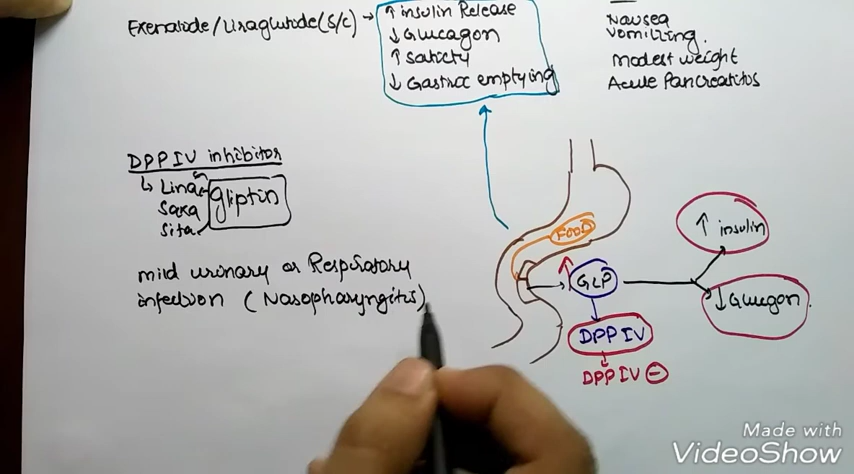 Exenatide/Liraglutide(s/c) → ↑ insulin Release
↓ Glucagon
↑ Satiety
↓ Gastric emptying
Nausea
Vomitting.
modest weight
Acute Pancreatitis
DPP IV inhibitor
↳ Lina
Saxa
Sita
gliptin
mild urinary or Respiratory
infection (Nasopharyngitis)
FOOD
↑ GLP
DPP IV
DPP IV ⊖
↑ insulin
↓ Glucagon.
Made with
VideoShow